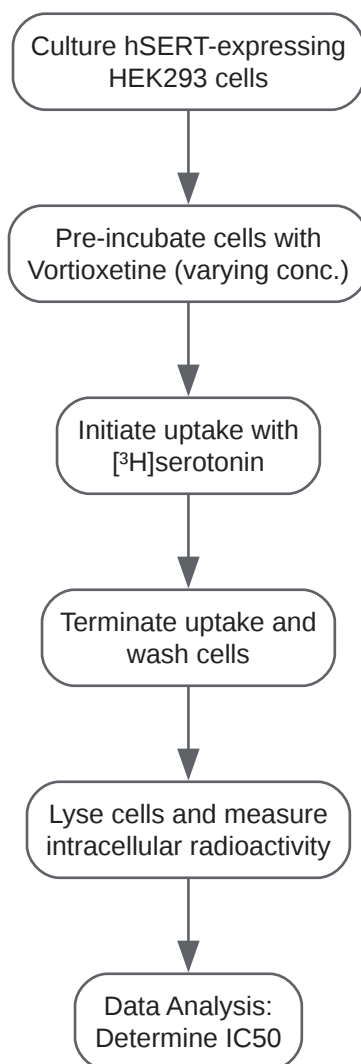 Culture hSERT-expressing
HEK293 cells
Pre-incubate cells with
Vortioxetine (varying conc.)
Initiate uptake with
[³H]serotonin
Terminate uptake and
wash cells
Lyse cells and measure
intracellular radioactivity
Data Analysis:
Determine IC50